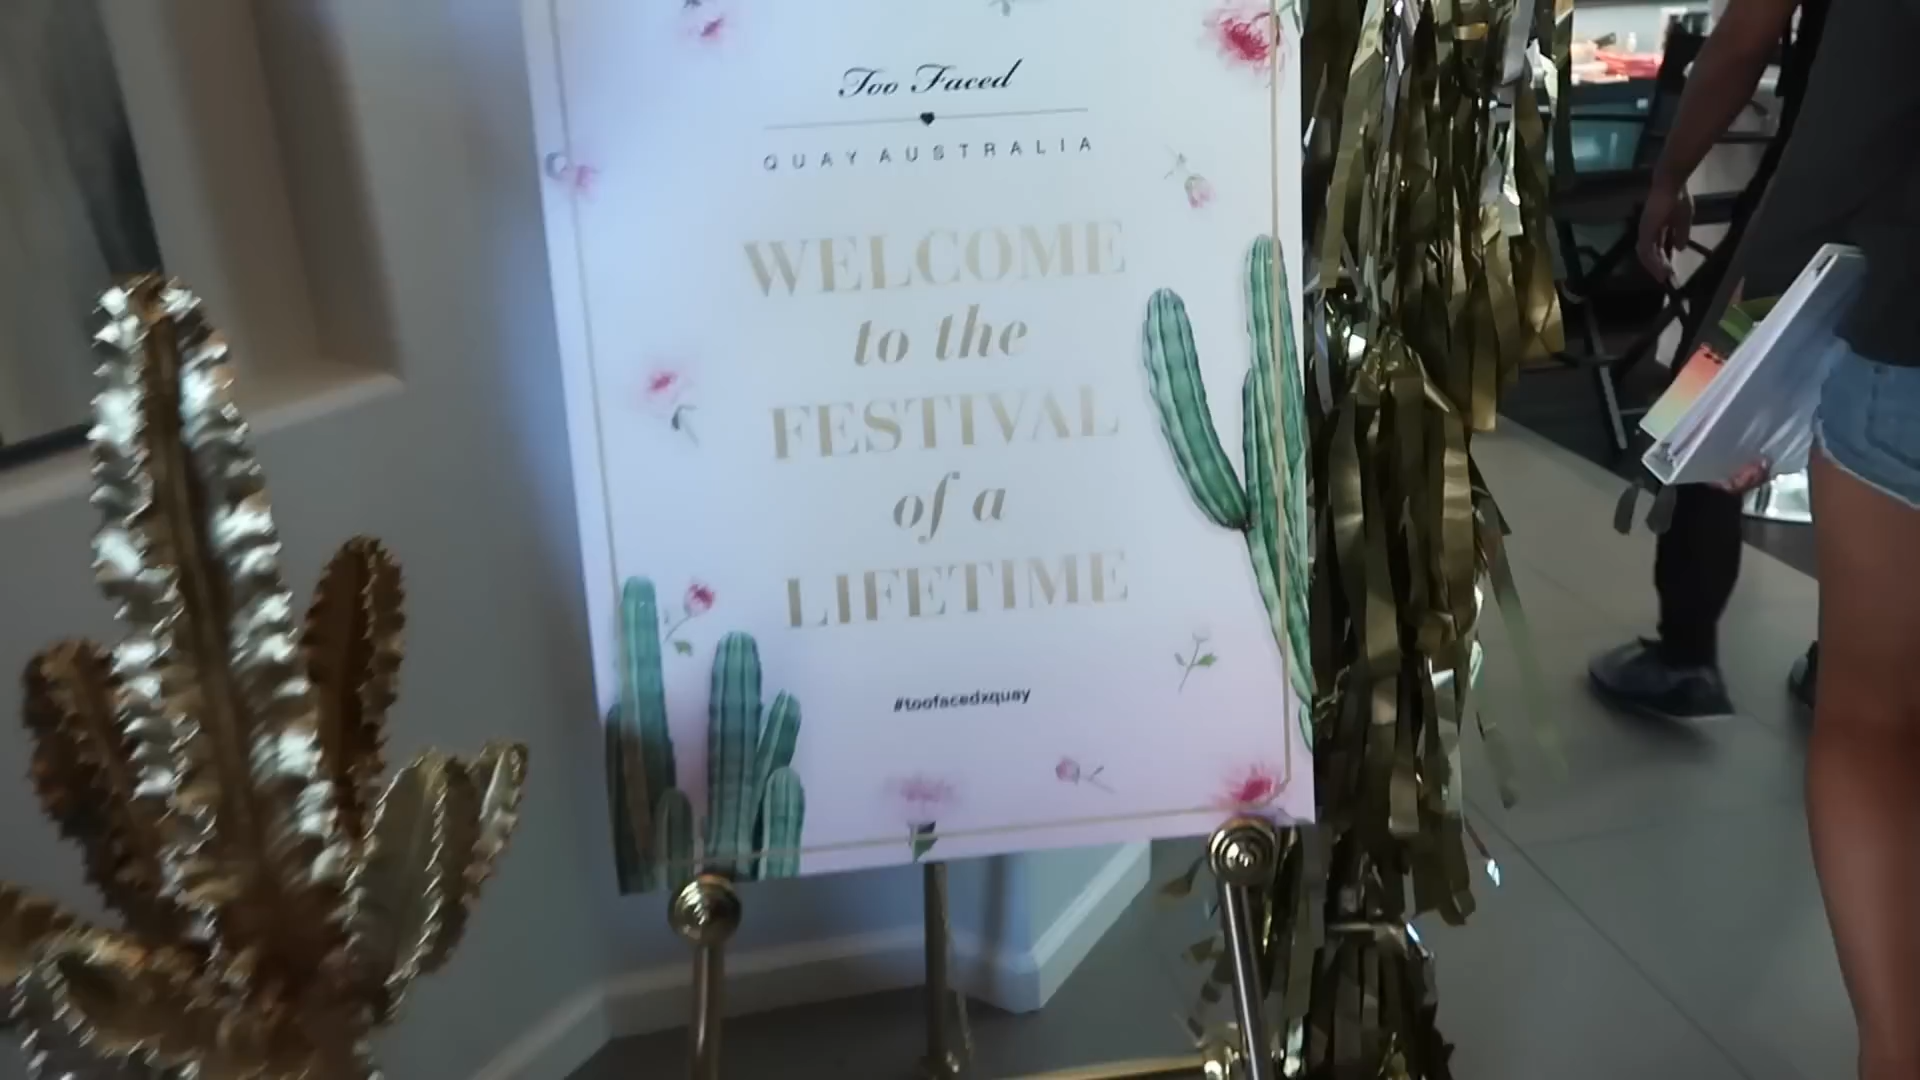 Too Faced
QUAY AUSTRALIA
WELCOME
to the
FESTIVAL
of a
LIFETIME
#toofacedxquay